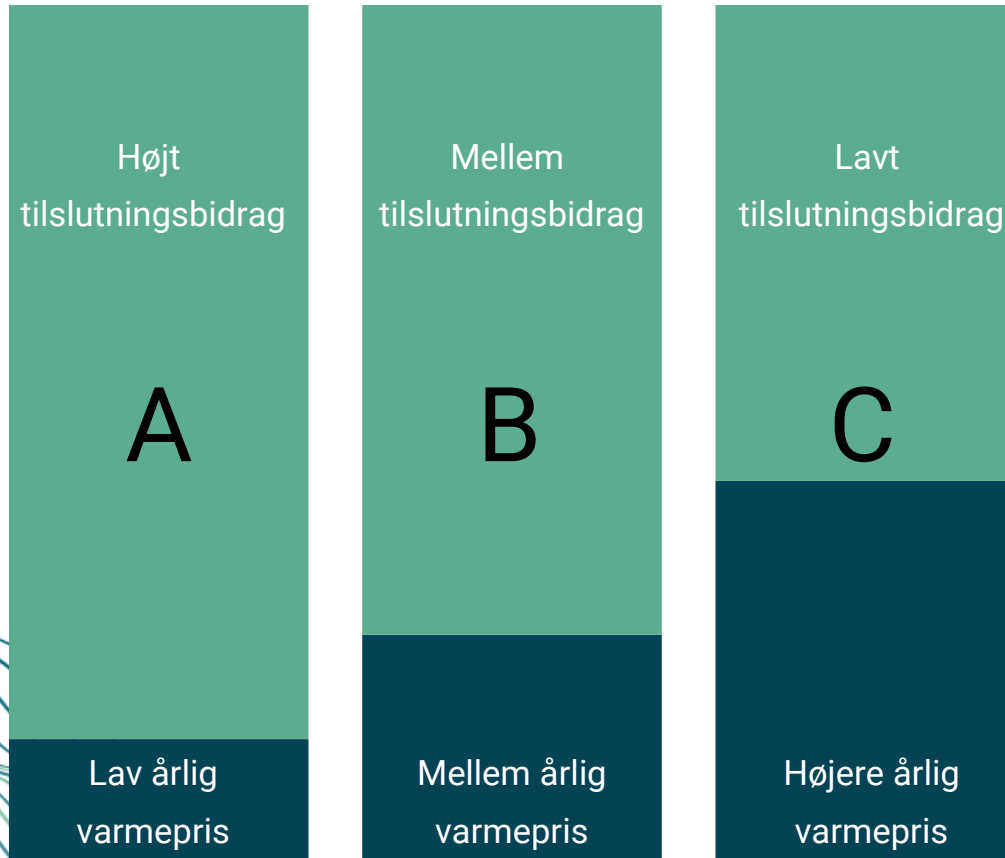 Højt
tilslutningsbidrag
A
Lav årlig
varmepris
Mellem
tilslutningsbidrag
B
Mellem årlig
varmepris
Lavt
tilslutningsbidrag
C
Højere årlig
varmepris